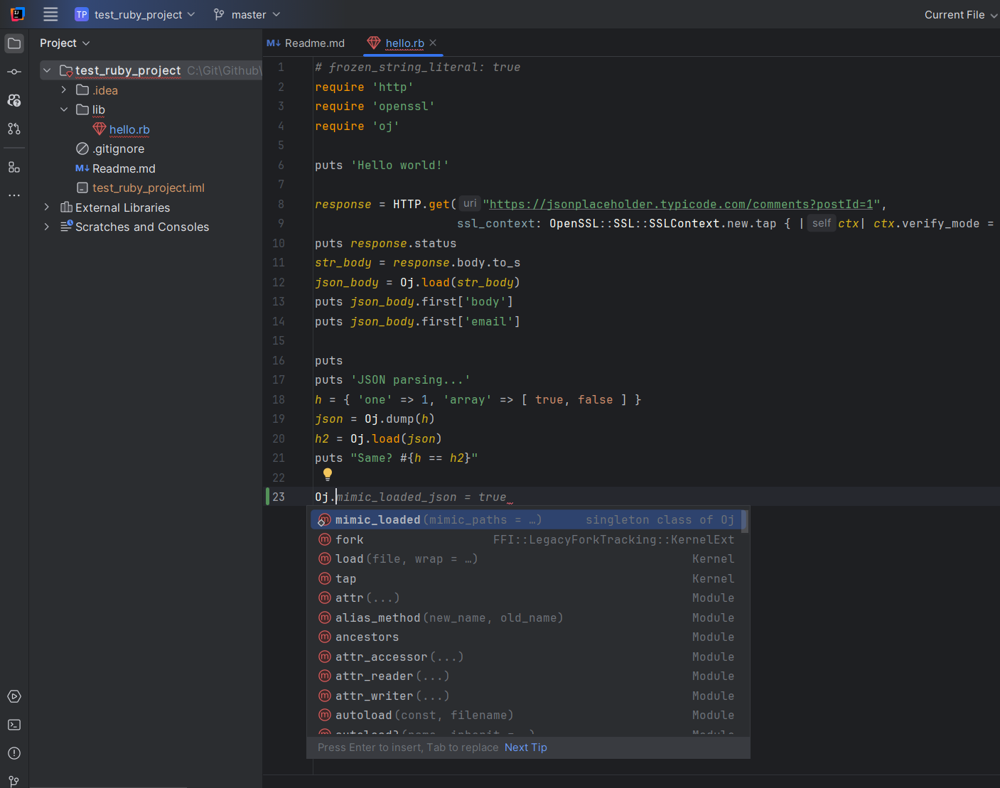 TP test_ruby_project master Current File
Project
test_ruby_project C:\Git\Github\
.idea
lib
hello.rb
.gitignore
M↓ Readme.md
test_ruby_project.iml
External Libraries
Scratches and Consoles
M↓ Readme.md hello.rb
1 # frozen_string_literal: true
2 require 'http'
3 require 'openssl'
4 require 'oj'
5
6 puts 'Hello world!'
7
8 response = HTTP.get( uri "https://jsonplaceholder.typicode.com/comments?postId=1",
9 ssl_context: OpenSSL::SSL::SSLContext.new.tap { | self ctx| ctx.verify_mode =
10 puts response.status
11 str_body = response.body.to_s
12 json_body = Oj.load(str_body)
13 puts json_body.first['body']
14 puts json_body.first['email']
15
16 puts
17 puts 'JSON parsing...'
18 h = { 'one' => 1, 'array' => [ true, false ] }
19 json = Oj.dump(h)
20 h2 = Oj.load(json)
21 puts "Same? #{h == h2}"
22
23 Oj.mimic_loaded_json = true
mimic_loaded(mimic_paths = …) singleton class of Oj
fork FFI::LegacyForkTracking::KernelExt
load(file, wrap = …) Kernel
tap Kernel
attr(...) Module
alias_method(new_name, old_name) Module
ancestors Module
attr_accessor(...) Module
attr_reader(...) Module
attr_writer(...) Module
autoload(const, filename) Module
autoload?(name, inherit = …) Module
Press Enter to insert, Tab to replace Next Tip